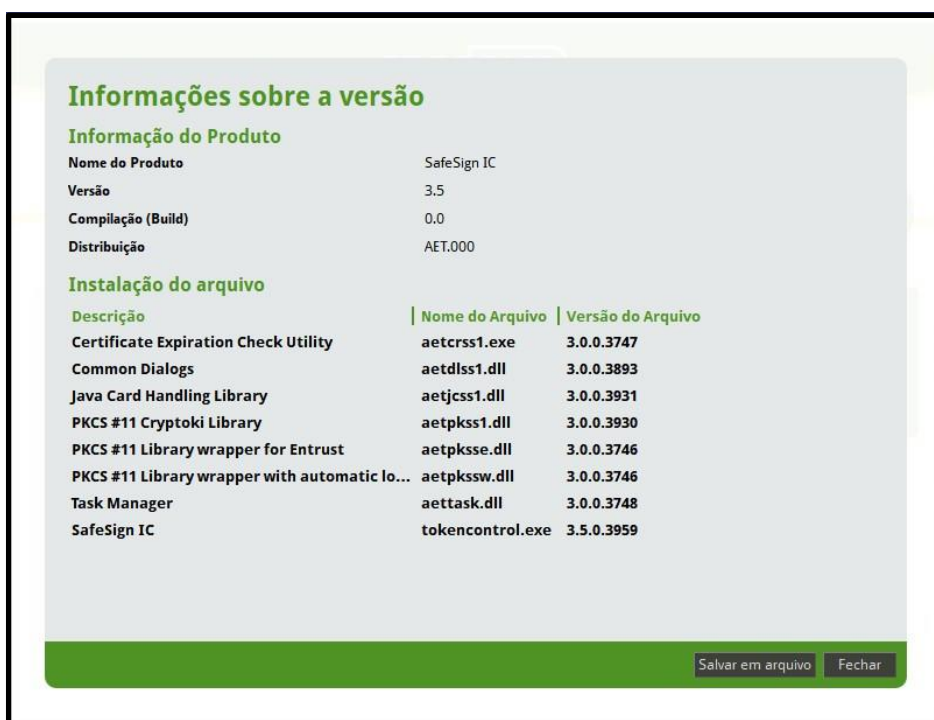 Informações sobre a versão
Informação do Produto
Nome do Produto SafeSign IC
Versão 3.5
Compilação (Build) 0.0
Distribuição AET.000
Instalação do arquivo
Descrição Nome do Arquivo Versão do Arquivo
Certificate Expiration Check Utility aetcrss1.exe 3.0.0.3747
Common Dialogs aetdlss1.dll 3.0.0.3893
Java Card Handling Library aetjcss1.dll 3.0.0.3931
PKCS #11 Cryptoki Library aetpkss1.dll 3.0.0.3930
PKCS #11 Library wrapper for Entrust aetpksse.dll 3.0.0.3746
PKCS #11 Library wrapper with automatic lo... aetpkssw.dll 3.0.0.3746
Task Manager aettask.dll 3.0.0.3748
SafeSign IC tokencontrol.exe 3.5.0.3959
Salvar em arquivo Fechar